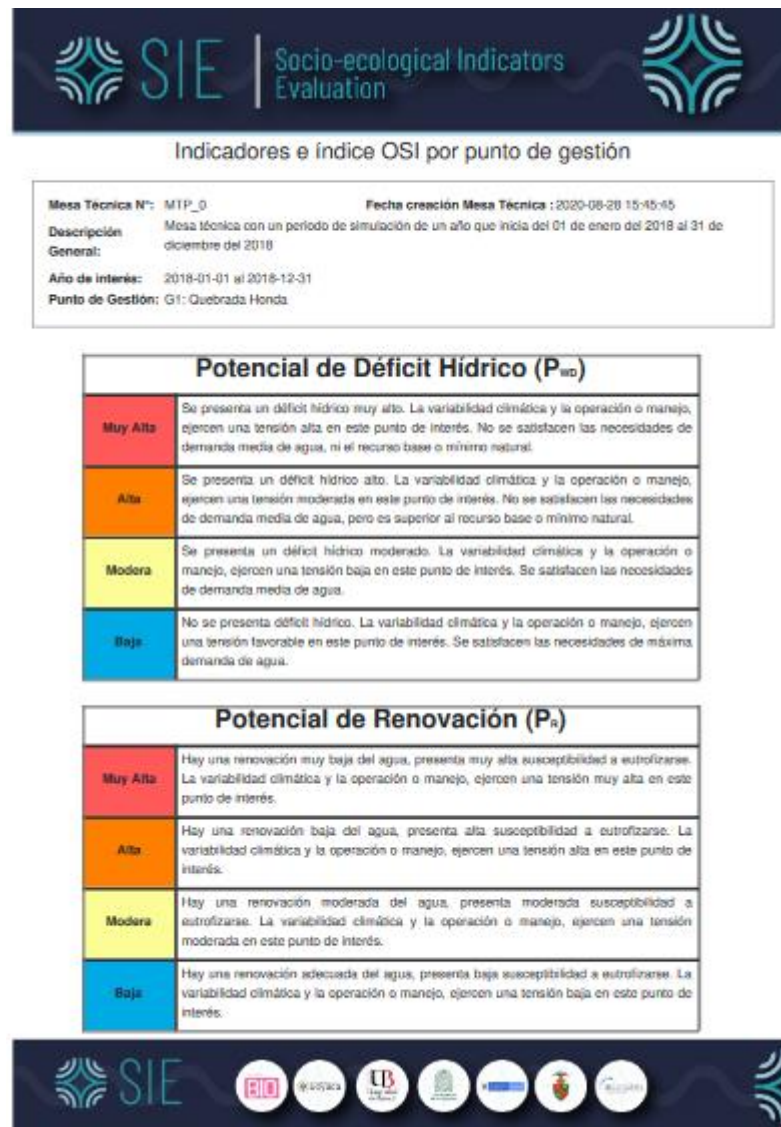 SIE
Socio-ecological Indicators
Evaluation
Indicadores e índice OSI por punto de gestión
Mesa Técnica N°: MTP_0 Fecha creación Mesa Técnica : 2020-08-28 15:45:45
Descripción General: Mesa técnica con un periodo de simulación de un año que inicia del 01 de enero del 2018 al 31 de
diciembre del 2018
Año de interés: 2018-01-01 al 2018-12-31
Punto de Gestión: G1: Quebrada Honda
Potencial de Déficit Hídrico (PWD)
Muy Alta
Se presenta un déficit hídrico muy alto. La variabilidad climática y la operación o manejo,
ejercen una tensión alta en este punto de interés. No se satisfacen las necesidades de
demanda media de agua, ni el recurso base o mínimo natural.
Alta
Se presenta un déficit hídrico alto. La variabilidad climática y la operación o manejo,
ejercen una tensión moderada en este punto de interés. No se satisfacen las necesidades
de demanda media de agua, pero es superior al recurso base o mínimo natural.
Modera
Se presenta un déficit hídrico moderado. La variabilidad climática y la operación o
manejo, ejercen una tensión baja en este punto de interés. Se satisfacen las necesidades
de demanda media de agua.
Baja
No se presenta déficit hídrico. La variabilidad climática y la operación o manejo, ejercen
una tensión favorable en este punto de interés. Se satisfacen las necesidades de máxima
demanda de agua.
Potencial de Renovación (PR)
Muy Alta
Hay una renovación muy baja del agua, presenta muy alta susceptibilidad a eutrofizarse.
La variabilidad climática y la operación o manejo, ejercen una tensión muy alta en este
punto de interés.
Alta
Hay una renovación baja del agua, presenta alta susceptibilidad a eutrofizarse. La
variabilidad climática y la operación o manejo, ejercen una tensión alta en este punto de
interés.
Modera
Hay una renovación moderada del agua, presenta moderada susceptibilidad a
eutrofizarse. La variabilidad climática y la operación o manejo, ejercen una tensión
moderada en este punto de interés.
Baja
Hay una renovación adecuada del agua, presenta baja susceptibilidad a eutrofizarse. La
variabilidad climática y la operación o manejo, ejercen una tensión baja en este punto de
interés.
SIE
BIO
UB